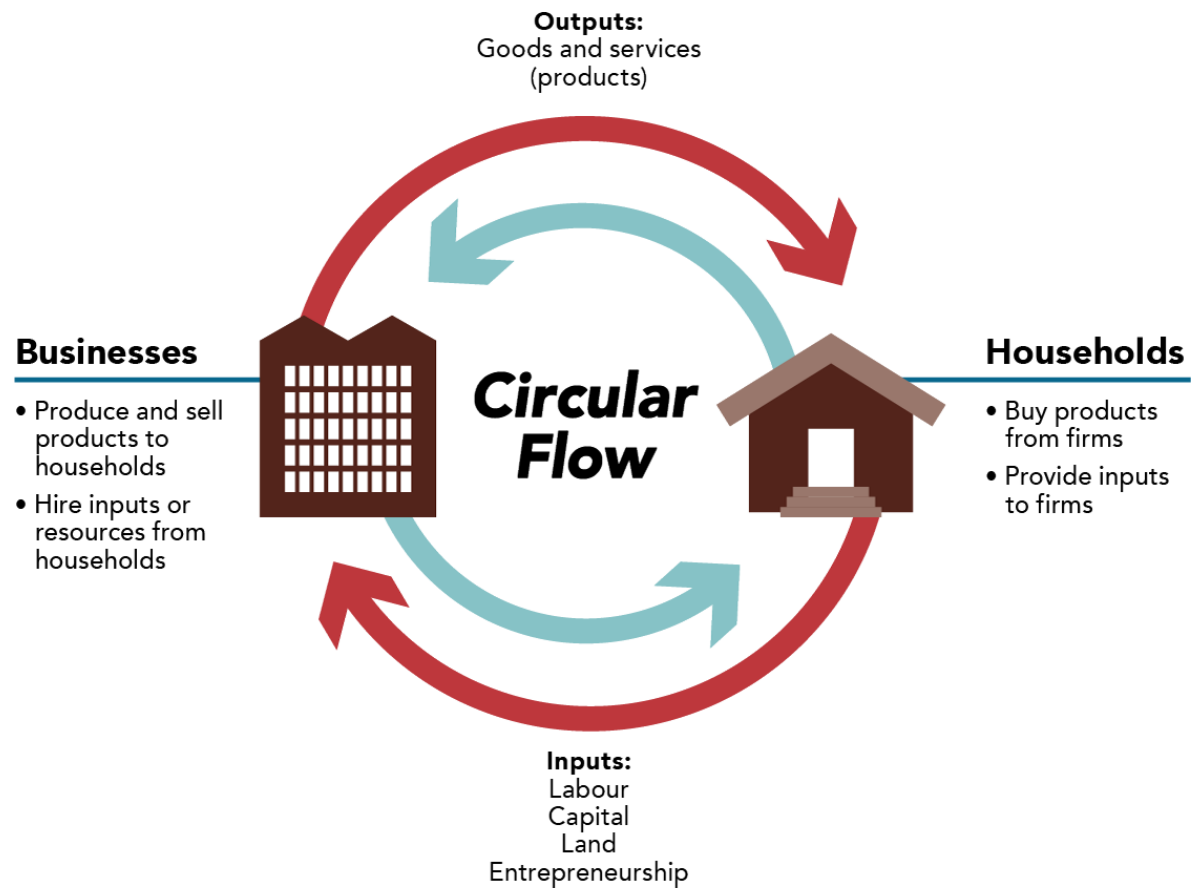 Outputs:
Goods and services
(products)
Businesses
• Produce and sell
products to
households
• Hire inputs or
resources from
households
Circular
Flow
Households
• Buy products
from firms
• Provide inputs
to firms
Inputs:
Labour
Capital
Land
Entrepreneurship